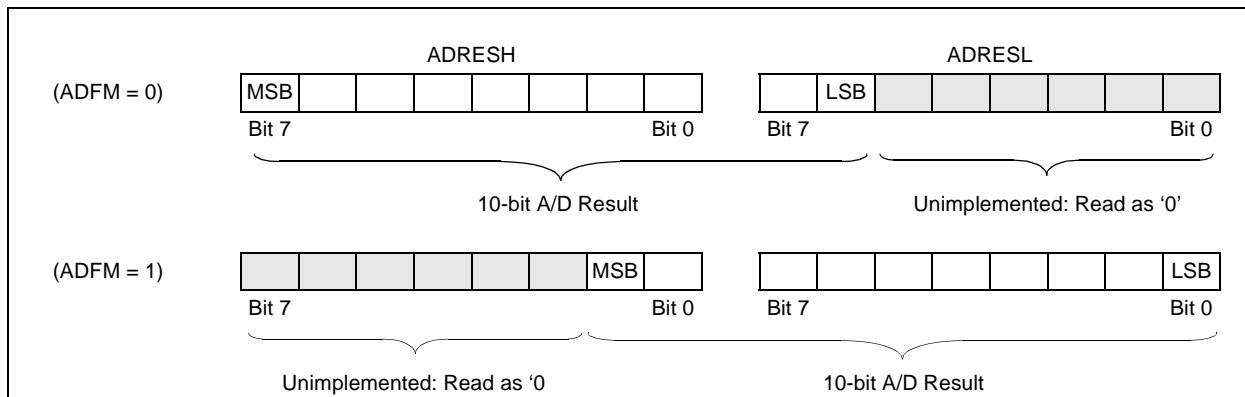 ADRESH ADRESL
(ADFM = 0) MSB LSB
Bit 7 Bit 0 Bit 7 Bit 0
10-bit A/D Result Unimplemented: Read as ‘0’
(ADFM = 1) MSB LSB
Bit 7 Bit 0 Bit 7 Bit 0
Unimplemented: Read as ‘0 10-bit A/D Result